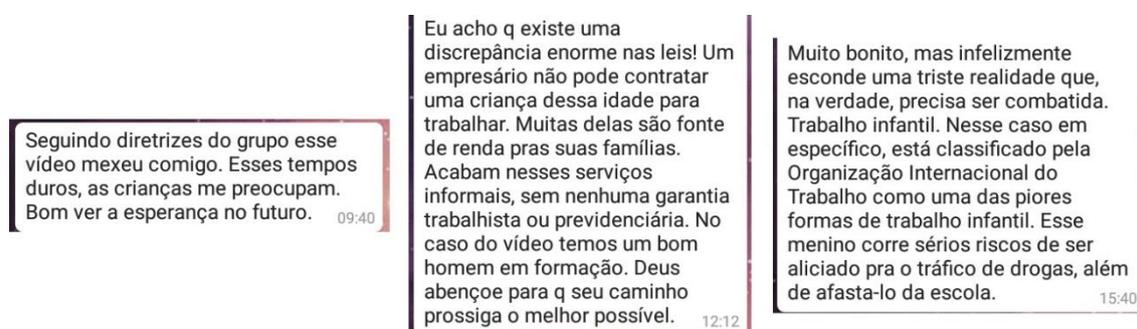 Seguindo diretrizes do grupo esse
vídeo mexeu comigo. Esses tempos
duros, as crianças me preocupam.
Bom ver a esperança no futuro. 09:40
Eu acho q existe uma
discrepância enorme nas leis! Um
empresário não pode contratar
uma criança dessa idade para
trabalhar. Muitas delas são fonte
de renda pras suas famílias.
Acabam nesses serviços
informais, sem nenhuma garantia
trabalhista ou previdenciária. No
caso do vídeo temos um bom
homem em formação. Deus
abençoe para q seu caminho
prossiga o melhor possível. 12:12
Muito bonito, mas infelizmente
esconde uma triste realidade que,
na verdade, precisa ser combatida.
Trabalho infantil. Nesse caso em
específico, está classificado pela
Organização Internacional do
Trabalho como uma das piores
formas de trabalho infantil. Esse
menino corre sérios riscos de ser
aliciado pra o tráfico de drogas, além
de afasta-lo da escola. 15:40